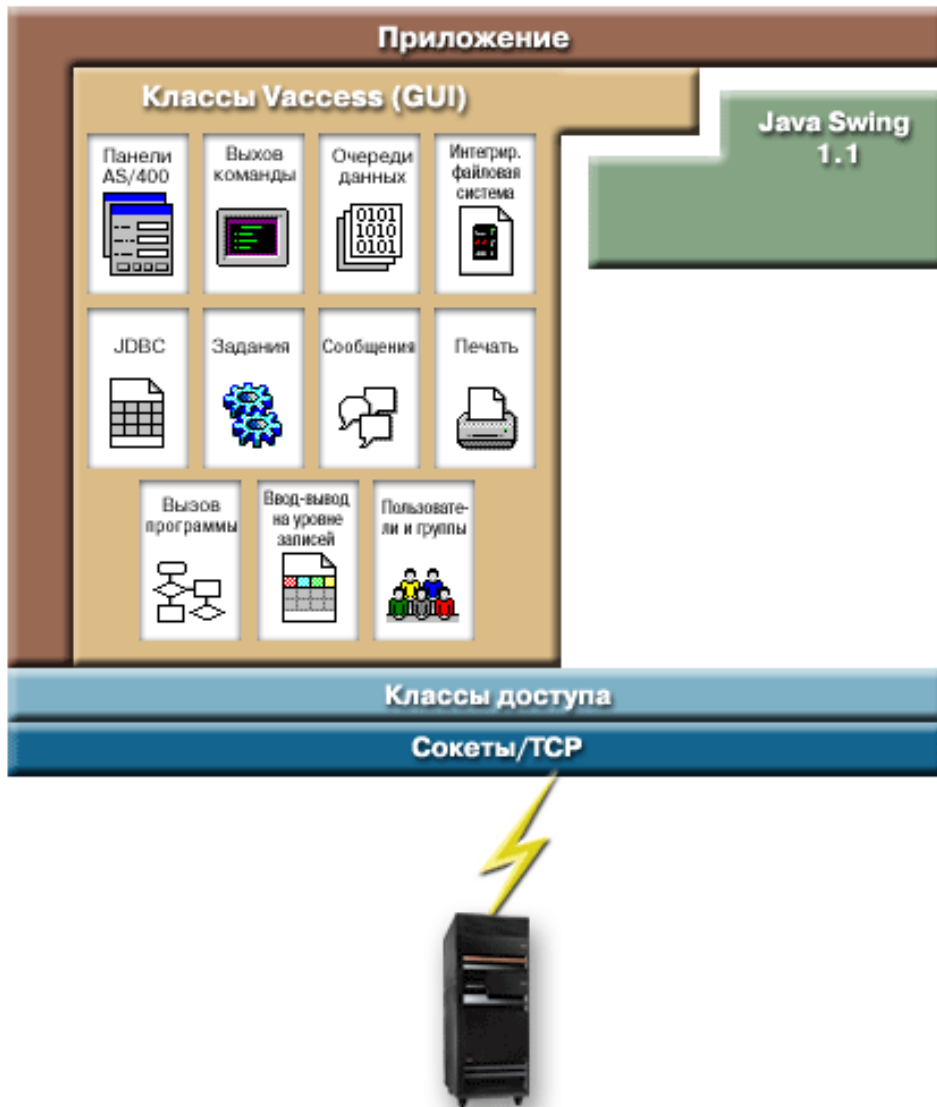 Приложение
Классы Vaccess (GUI)
Java Swing
1.1
Панели
AS/400
Выхов
команды
Очереди
данных
0101
1010
0101
Интегрир.
файловая
система
JDBC
Задания
Сообщения
Печать
Вызов
программы
Ввод-вывод
на уровне
записей
Пользовате-
ли и группы
Классы доступа
Сокеты/TCP